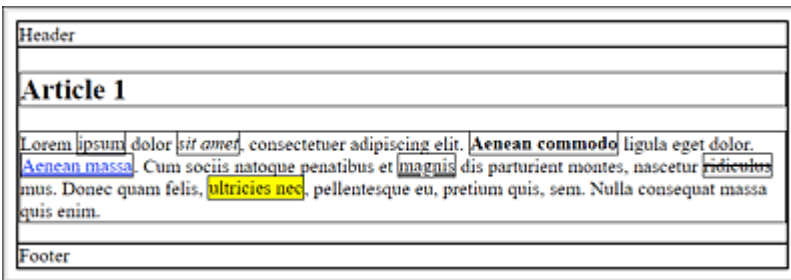 Header
Article 1
Lorem ipsum dolor sit amet, consectetuer adipiscing elit. Aenean commodo ligula eget dolor.
Aenean massa. Cum sociis natoque penatibus et magnis dis parturient montes, nascetur ridiculus
mus. Donec quam felis, ultricies nec, pellentesque eu, pretium quis, sem. Nulla consequat massa
quis enim.
Footer